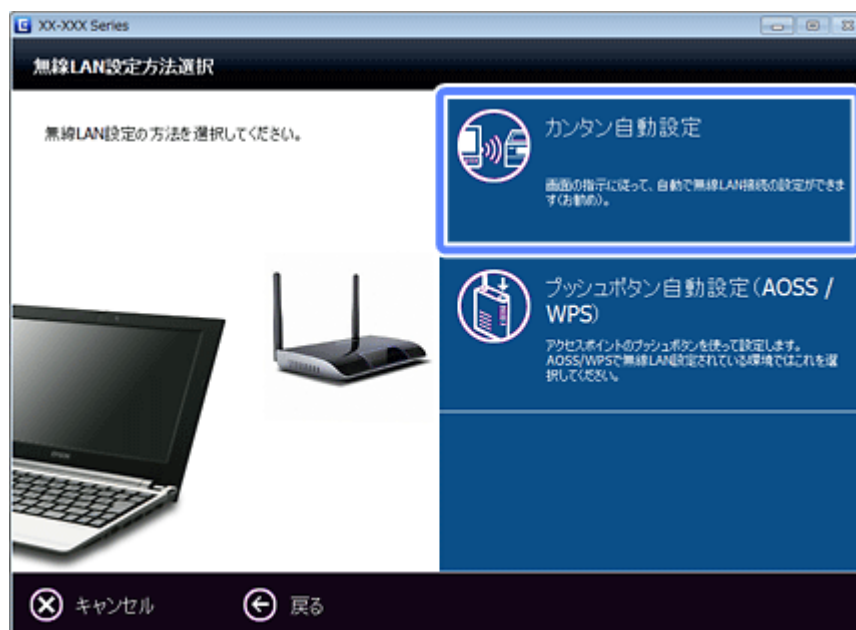 XX-XXX Series
無線LAN設定方法選択
無線LAN設定の方法を選択してください。
カンタン自動設定
画面の指示に従って、自動で無線LAN接続の設定ができま
す(お勧め)。
プッシュボタン自動設定(AOSS /
WPS)
アクセスポイントのプッシュボタンを使って設定します。
AOSS/WPSで無線LAN設定されている環境ではこれを選
択してください。
EPSON
キャンセル
戻る